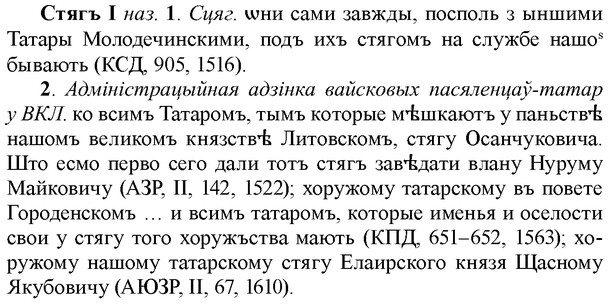 Стягъ I наз. 1. Сцяг. ѡни сами завжды, посполь з ыншими
Татары Молодечинскими, подъ ихъ стягомъ на службе нашоѕ
бывають (КСД, 905, 1516).
2. Адміністрацыйная адзінка вайсковых пасяленцаў-татар
у ВКЛ. ко всимъ Татаромъ, тымъ которые мѣшкаютъ у паньствѣ
нашомъ великомъ князствѣ Литовскомъ, стягу Осанчуковича.
Што есмо перво сего дали тотъ стягъ завѣдати влану Нуруму
Майковичу (АЗР, II, 142, 1522); хоружому татарскому въ повете
Городенскомъ … и всимъ татаромъ, которые именья и оселости
свои у стягу того хоружъства мають (КПД, 651–652, 1563); хо-
ружому нашому татарскому стягу Елаирского князя Щасному
Якубовичу (АЮЗР, II, 67, 1610).